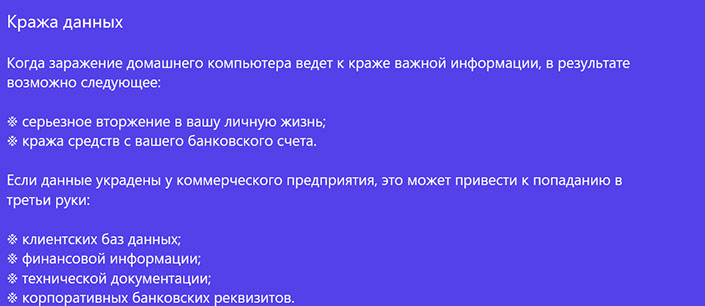 Кража данных
Когда заражение домашнего компьютера ведет к краже важной информации, в результате
возможно следующее:
※ серьезное вторжение в вашу личную жизнь;
※ кража средств с вашего банковского счета.
Если данные украдены у коммерческого предприятия, это может привести к попаданию в
третьи руки:
※ клиентских баз данных;
※ финансовой информации;
※ технической документации;
※ корпоративных банковских реквизитов.